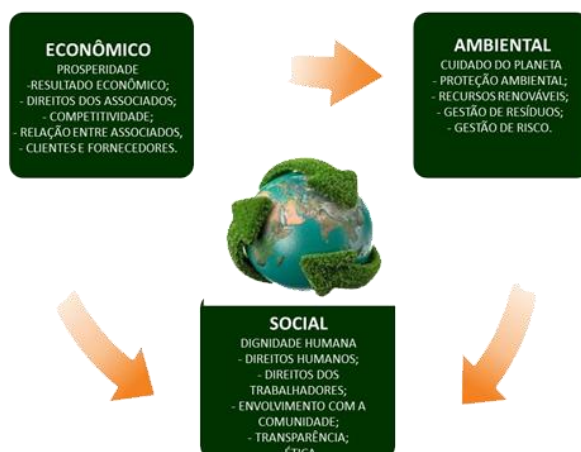 ECONÔMICO
PROSPERIDADE
-RESULTADO ECONÔMICO;
- DIREITOS DOS ASSOCIADOS;
- COMPETITIVIDADE;
- RELAÇÃO ENTRE ASSOCIADOS,
- CLIENTES E FORNECEDORES.
AMBIENTAL
CUIDADO DO PLANETA
- PROTEÇÃO AMBIENTAL;
- RECURSOS RENOVÁVEIS;
- GESTÃO DE RESÍDUOS;
- GESTÃO DE RISCO.
SOCIAL
DIGNIDADE HUMANA
- DIREITOS HUMANOS;
- DIREITOS DOS
TRABALHADORES;
- ENVOLVIMENTO COM A
COMUNIDADE;
- TRANSPARÊNCIA;
ÉTICA